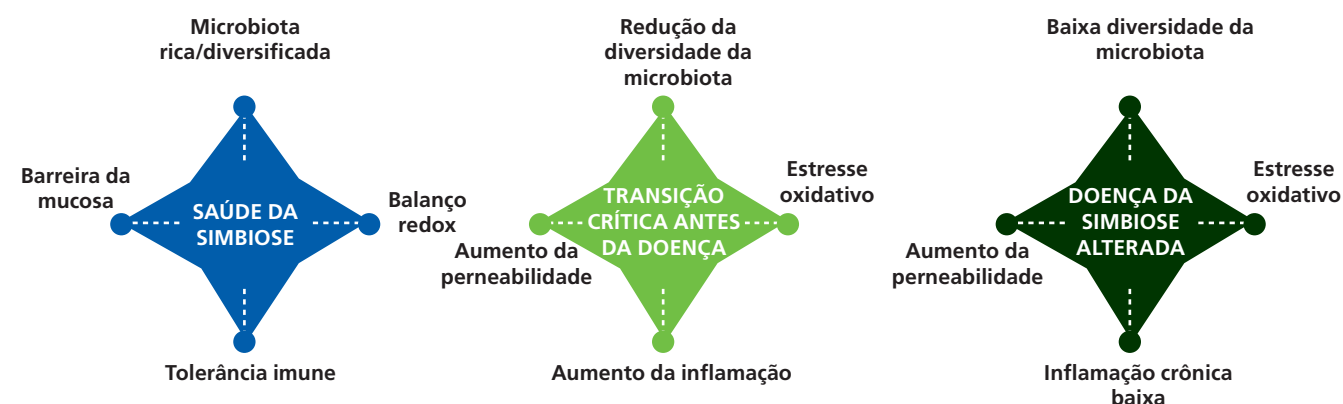 Microbiota
rica/diversificada
Barreira da
mucosa
SAÚDE DA
SIMBIOSE
Balanço
redox
Tolerância imune
Redução da
diversidade da
microbiota
Estresse
oxidativo
TRANSIÇÃO
CRÍTICA ANTES
DA DOENÇA
Aumento da
permeabilidade
Aumento da inflamação
Baixa diversidade da
microbiota
Estresse
oxidativo
DOENÇA DA
SIMBIOSE
ALTERADA
Aumento da
permeabilidade
Inflamação crônica
baixa